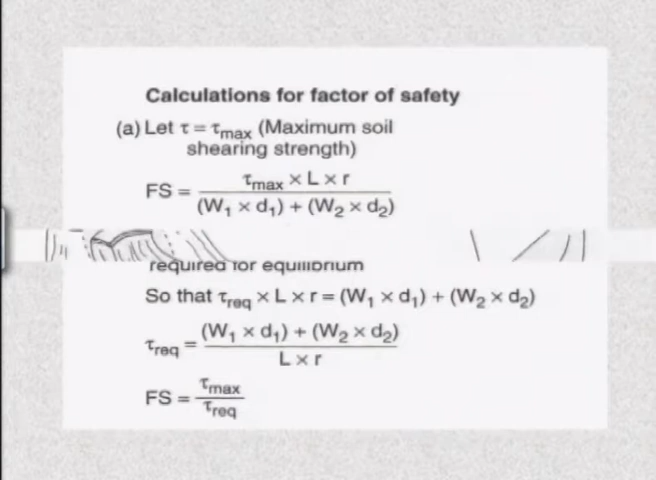 Calculations for factor of safety
(a) Let τ = τmax (Maximum soil
shearing strength)
FS = τmax × L × r / (W₁ × d₁) + (W₂ × d₂)
required for equilibrium
So that τreq × L × r = (W₁ × d₁) + (W₂ × d₂)
τreq = (W₁ × d₁) + (W₂ × d₂) / L × r
FS = τmax / τreq